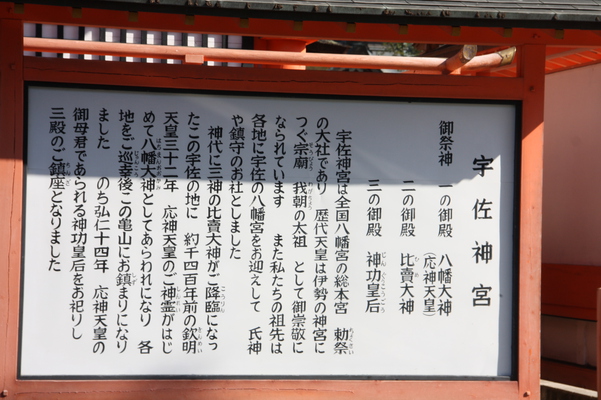 宇佐神宮
御祭神　一の御殿　八幡大神
（応神天皇）
二の御殿　比賣大神
三の御殿　神功皇后
宇佐神宮は全国八幡宮の総本宮　勅祭
の大社であり　歴代天皇は伊勢の神宮に
つぐ宗廟　我朝の太祖　として御崇敬に
なられています　また私たちの祖先は
各地に宇佐の八幡宮をお迎えして　氏神
や鎮守のお社としました
神代に三神の比賣大神がご降臨になっ
たこの宇佐の地に　約千四百年前の欽明
天皇三十二年　応神天皇のご神霊がはじ
めて八幡大神としてあらわれになり　各
地をご巡幸後この亀山にお鎮まりになり
ました　のち弘仁十四年　応神天皇の
御母君であられる神功皇后をお祀りし
三殿のご鎮座となりました